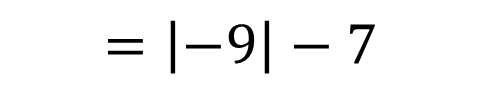 = |−9| − 7